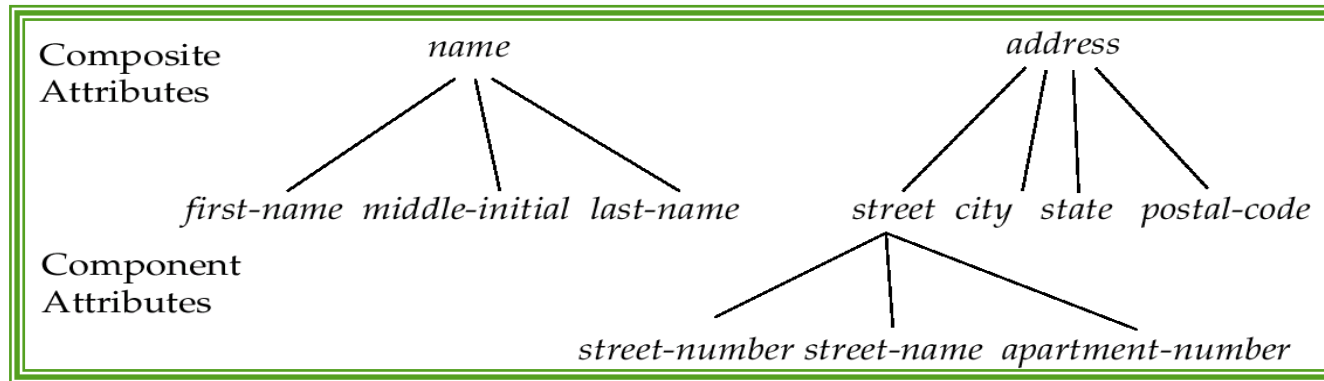 Composite
Attributes
name
address
first-name middle-initial last-name
street city state postal-code
Component
Attributes
street-number street-name apartment-number